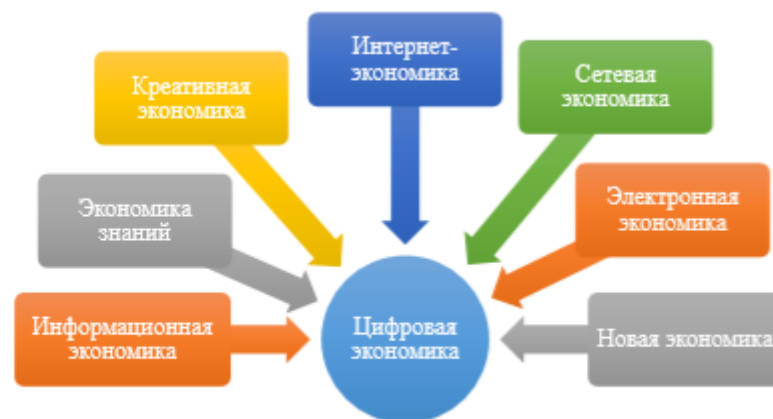 Интернет-
экономика
Креативная
экономика
Сетевая
экономика
Экономика
знаний
Электронная
экономика
Информационная
экономика
Цифровая
экономика
Новая экономика